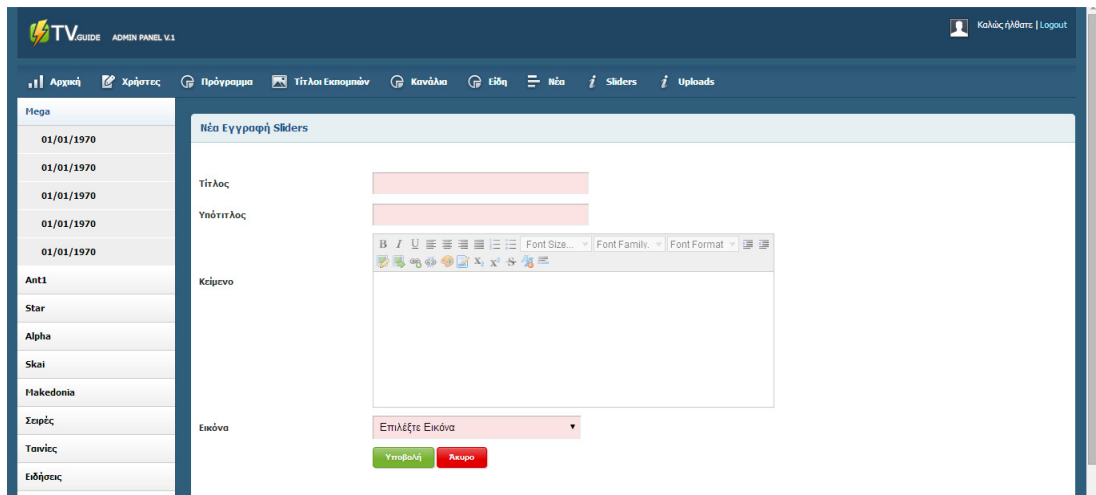 TV.GUIDE ADMIN PANEL V.1
Καλώς ήλθατε | Logout
Αρχική Χρήστες Πρόγραμμα Τίτλοι Εκπομπών Κανάλια Είδη Νέα Sliders Uploads
Mega
01/01/1970
01/01/1970
01/01/1970
01/01/1970
01/01/1970
Ant1
Star
Alpha
Skai
Makedonia
Σειρές
Ταινίες
Ειδήσεις
Νέα Εγγραφή Sliders
Τίτλος
Υπότιτλος
B I U Font Size... Font Family. Font Format
Κείμενο
Εικόνα
Επιλέξτε Εικόνα
Υποβολή Άκυρο